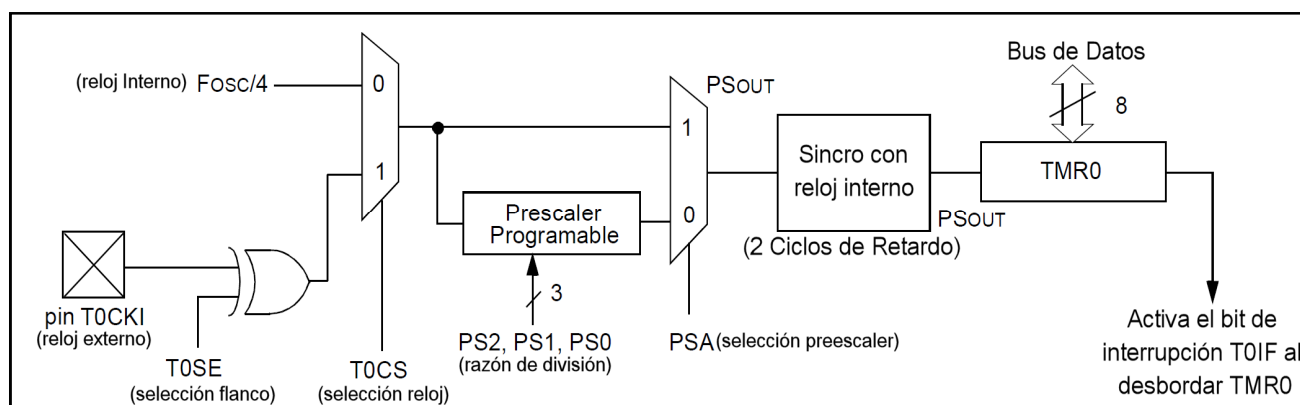 Bus de Datos
(reloj Interno) FOSC/4
0
PSOUT
8
1
1
Sincro con
reloj interno
TMR0
Prescaler
Programable
0
PSOUT
(2 Ciclos de Retardo)
3
pin T0CKI
(reloj externo)
PS2, PS1, PS0
(razón de división)
PSA (selección preescaler)
T0SE
(selección flanco)
T0CS
(selección reloj)
Activa el bit de
interrupción T0IF al
desbordar TMR0